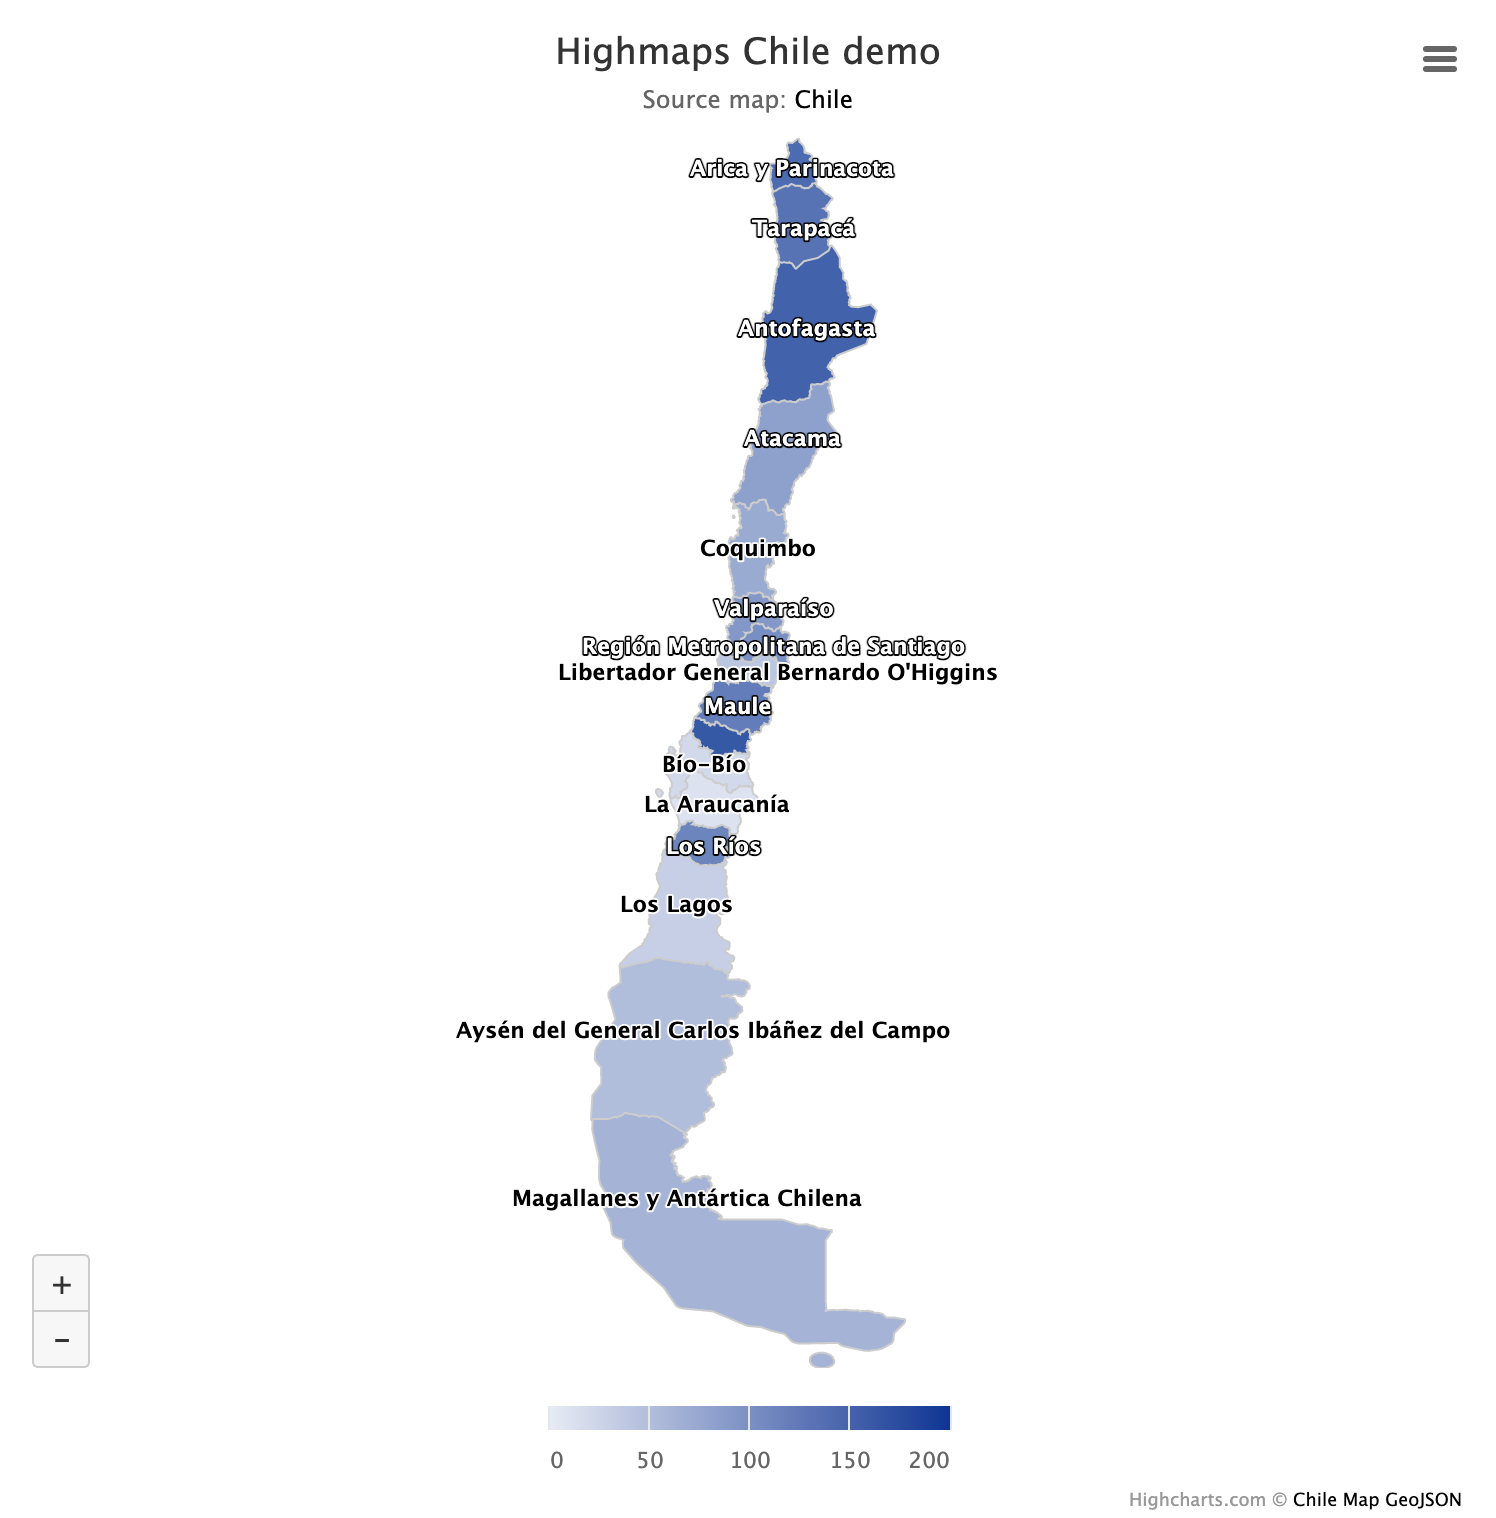 Highmaps Chile demo
Source map: Chile
Arica y Parinacota
Tarapacá
Antofagasta
Atacama
Coquimbo
Valparaíso
Región Metropolitana de Santiago
Libertador General Bernardo O'Higgins
Maule
Bío-Bío
La Araucanía
Los Ríos
Los Lagos
Aysén del General Carlos Ibáñez del Campo
Magallanes y Antártica Chilena
+
−
0 50 100 150 200
Highcharts.com © Chile Map GeoJSON